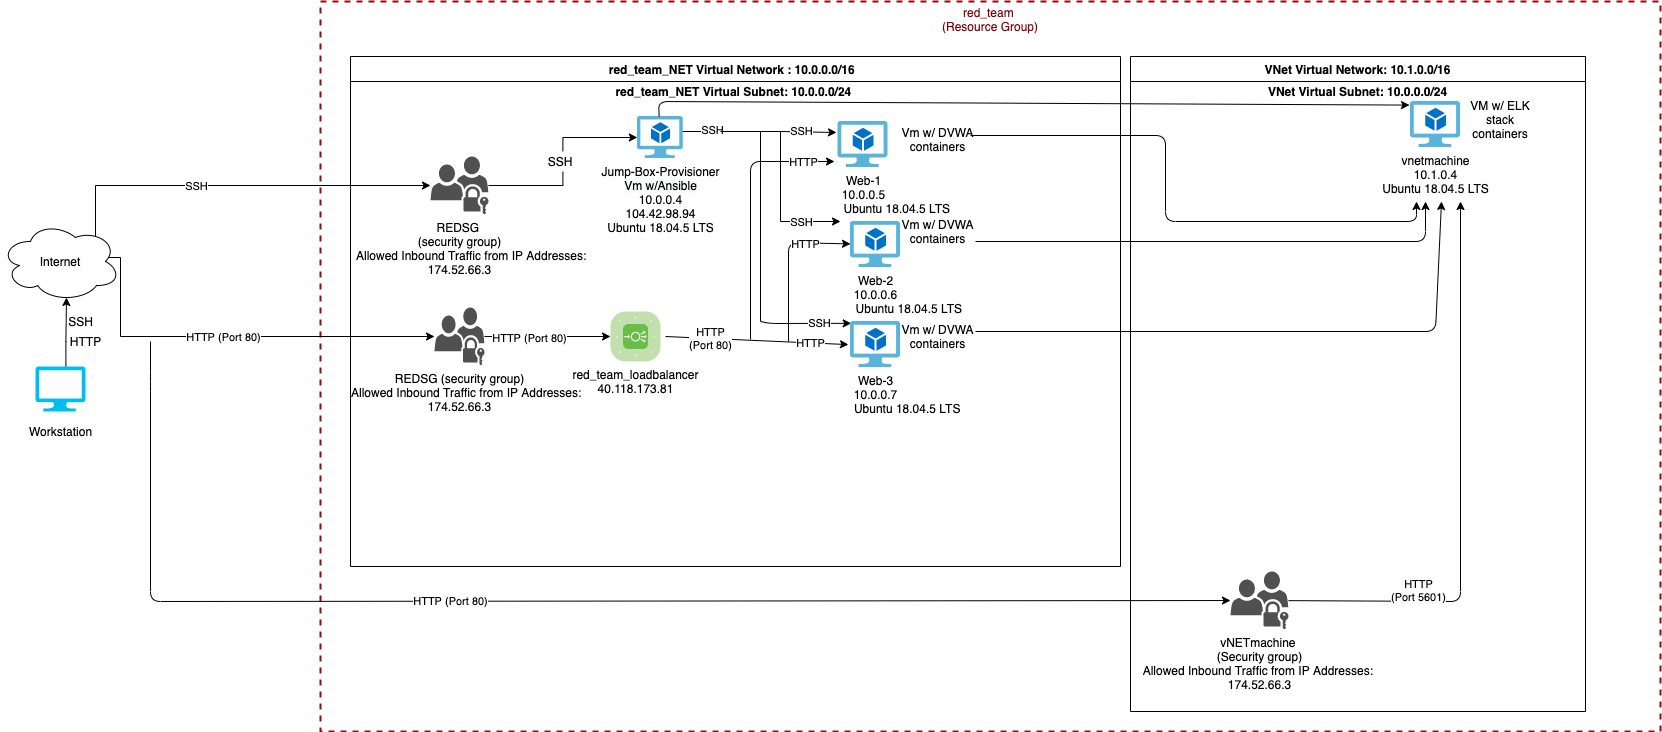 red_team
(Resource Group)
red_team_NET Virtual Network : 10.0.0.0/16
red_team_NET Virtual Subnet: 10.0.0.0/24
VNet Virtual Network: 10.1.0.0/16
VNet Virtual Subnet: 10.0.0.0/24
VM w/ ELK
stack
containers
vnetmachine
10.1.0.4
Ubuntu 18.04.5 LTS
SSH
SSH
SSH
SSH
HTTP
Vm w/ DVWA
containers
Web-1
10.0.0.5
Ubuntu 18.04.5 LTS
Jump-Box-Provisioner
Vm w/Ansible
10.0.0.4
104.42.98.94
Ubuntu 18.04.5 LTS
REDSG
(security group)
Allowed Inbound Traffic from IP Addresses:
174.52.66.3
SSH
HTTP
Vm w/ DVWA
containers
Web-2
10.0.0.6
Ubuntu 18.04.5 LTS
Internet
SSH
HTTP
Workstation
HTTP (Port 80)
HTTP (Port 80)
REDSG (security group)
Allowed Inbound Traffic from IP Addresses:
174.52.66.3
red_team_loadbalancer
40.118.173.81
HTTP
(Port 80)
SSH
HTTP
Vm w/ DVWA
containers
Web-3
10.0.0.7
Ubuntu 18.04.5 LTS
HTTP (Port 80)
HTTP
(Port 5601)
vNETmachine
(Security group)
Allowed Inbound Traffic from IP Addresses:
174.52.66.3